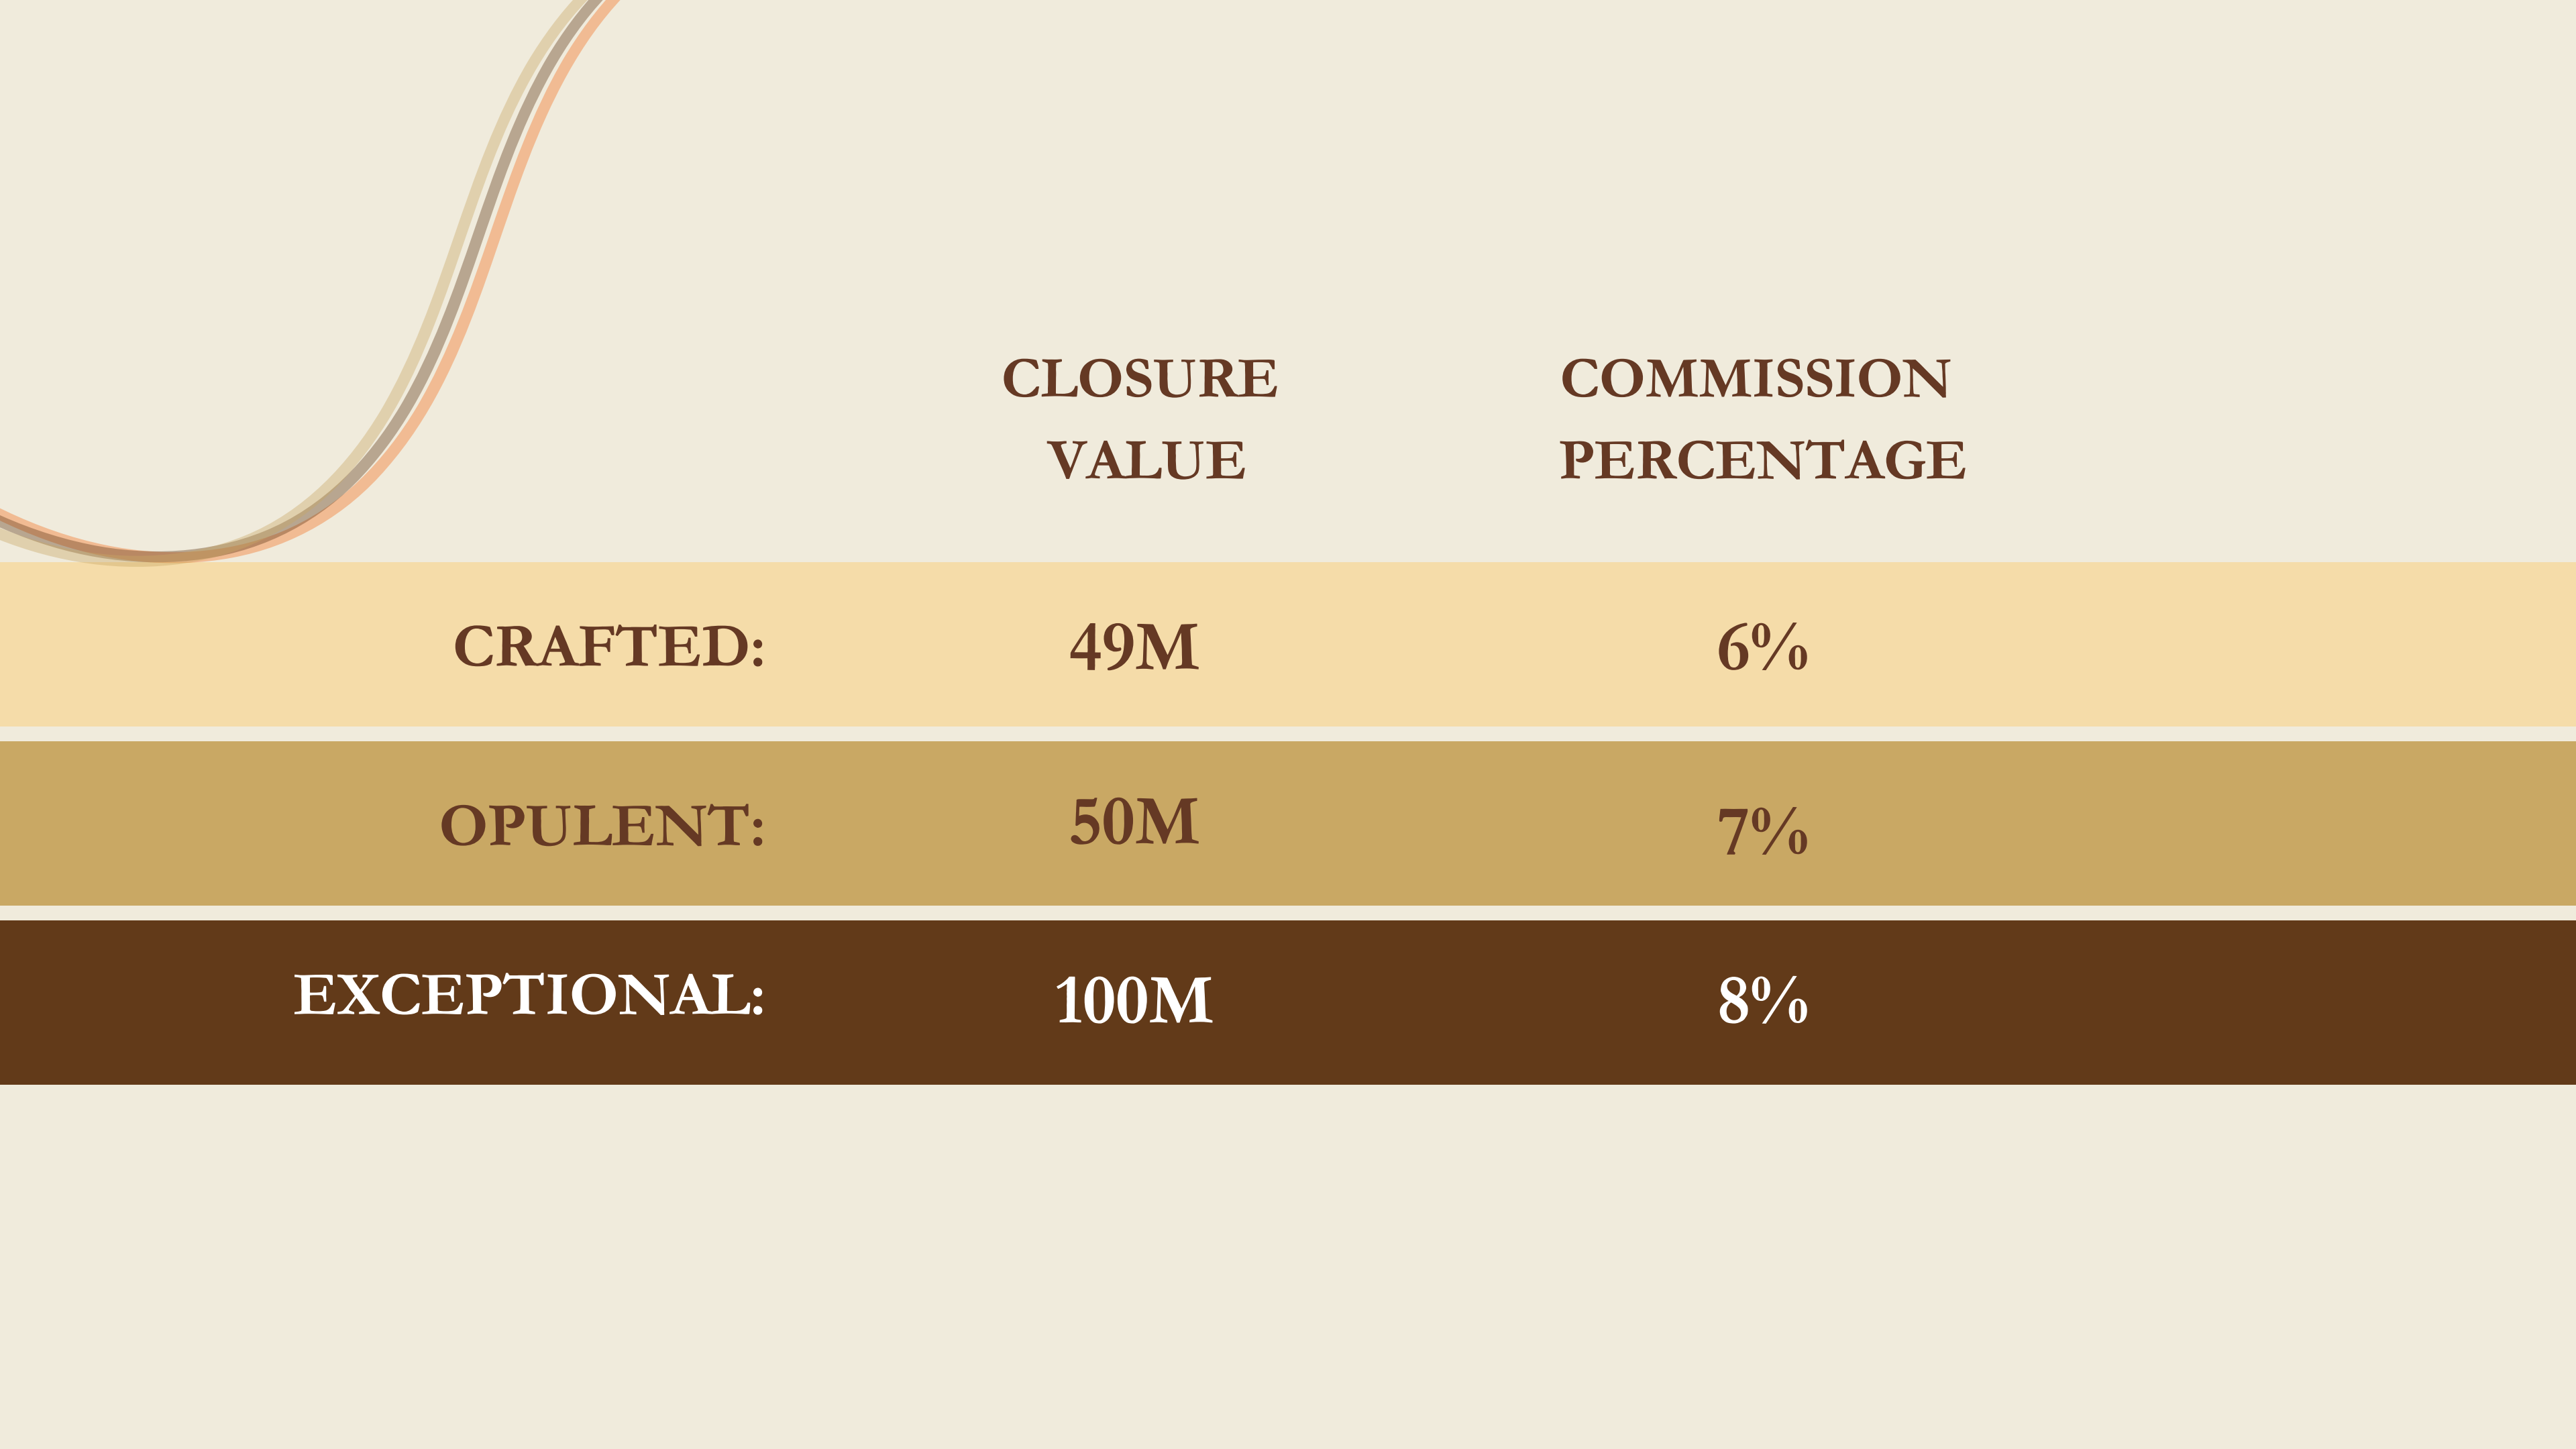 CLOSURE
VALUE
COMMISSION
PERCENTAGE
CRAFTED: 49M 6%
OPULENT: 50M 7%
EXCEPTIONAL: 100M 8%